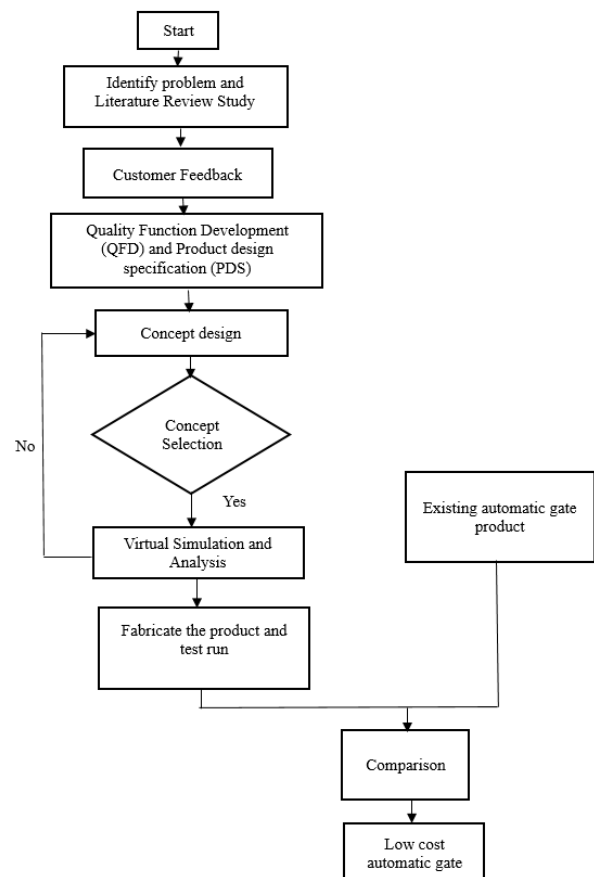 Start
Identify problem and
Literature Review Study
Customer Feedback
Quality Function Development
(QFD) and Product design
specification (PDS)
Concept design
Concept
Selection
No
Yes
Existing automatic gate
product
Virtual Simulation and
Analysis
Fabricate the product and
test run
Comparison
Low cost
automatic gate